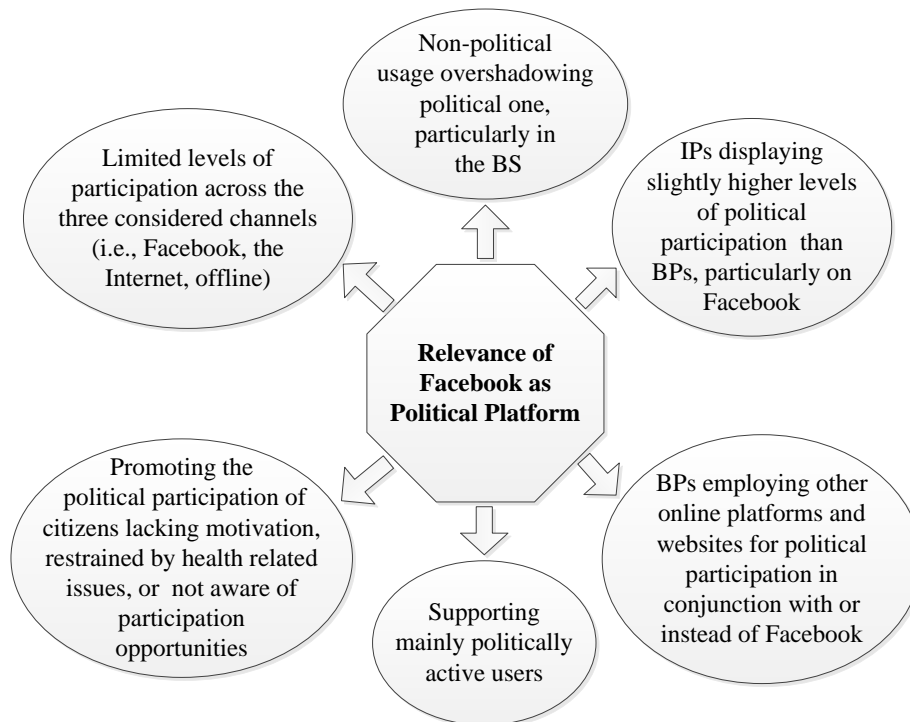 Non-political
usage overshadowing
political one,
particularly in
the BS
Limited levels of
participation across the
three considered channels
(i.e., Facebook, the
Internet, offline)
IPs displaying
slightly higher levels
of political
participation than
BPs, particularly on
Facebook
Relevance of
Facebook as
Political Platform
Promoting the
political participation of
citizens lacking motivation,
restrained by health related
issues, or not aware of
participation
opportunities
Supporting
mainly politically
active users
BPs employing other
online platforms and
websites for political
participation in
conjunction with or
instead of Facebook